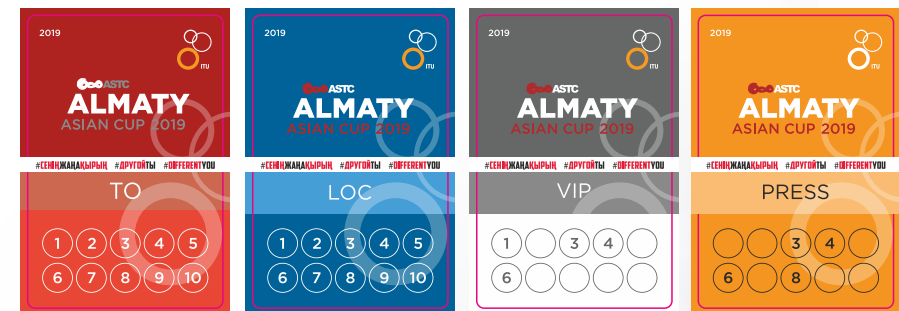 2019
ITU
ASTC
ALMATY
ASIAN CUP 2019
#СЕНІҢЖАҢАҚЫРЫҢ #ДРУГОЙТЫ #DIFFERENTYOU
TO
1 2 3 4 5
6 7 8 9 10
2019
ITU
ASTC
ALMATY
ASIAN CUP 2019
#СЕНІҢЖАҢАҚЫРЫҢ #ДРУГОЙТЫ #DIFFERENTYOU
LOC
1 2 3 4 5
6 7 8 9 10
2019
ITU
ASTC
ALMATY
ASIAN CUP 2019
#СЕНІҢЖАҢАҚЫРЫҢ #ДРУГОЙТЫ #DIFFERENTYOU
VIP
1 3 4
6
2019
ITU
ASTC
ALMATY
ASIAN CUP 2019
#СЕНІҢЖАҢАҚЫРЫҢ #ДРУГОЙТЫ #DIFFERENTYOU
PRESS
3 4
6 8